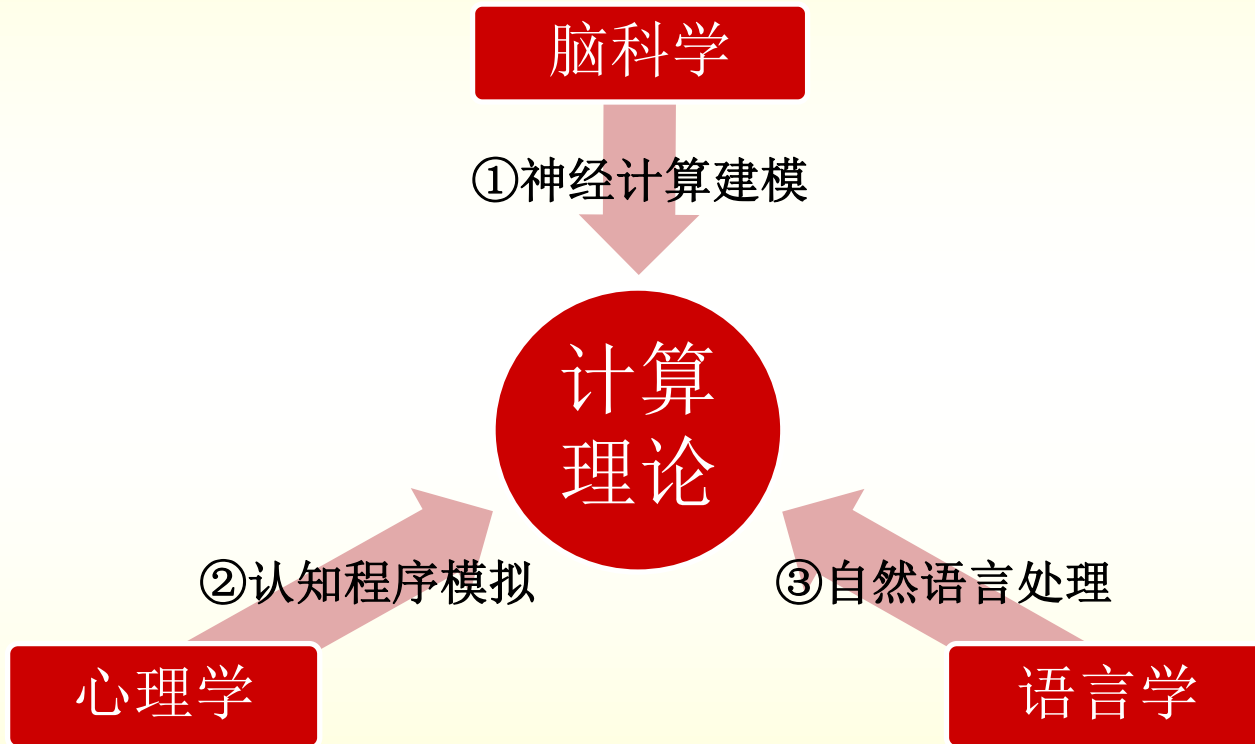 脑科学
①神经计算建模
计算
理论
②认知程序模拟
③自然语言处理
心理学
语言学